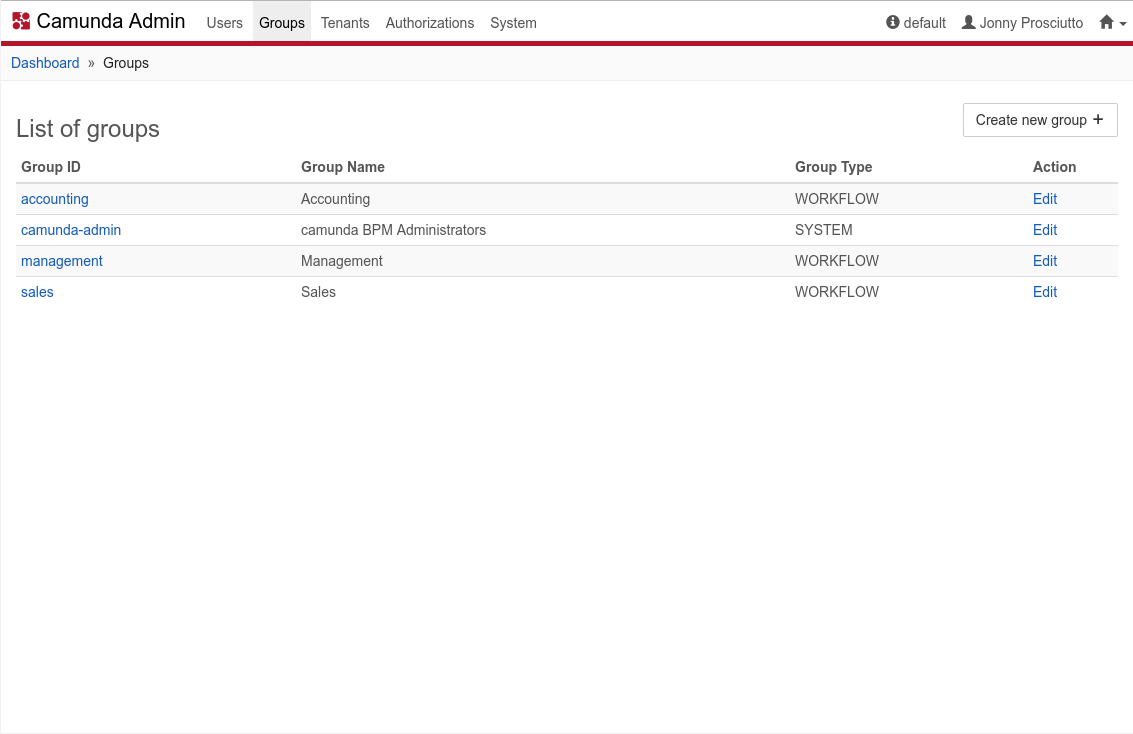 Camunda Admin Users Groups Tenants Authorizations System default Jonny Prosciutto
Dashboard » Groups
List of groups
Create new group +
Group ID Group Name Group Type Action
accounting Accounting WORKFLOW Edit
camunda-admin camunda BPM Administrators SYSTEM Edit
management Management WORKFLOW Edit
sales Sales WORKFLOW Edit